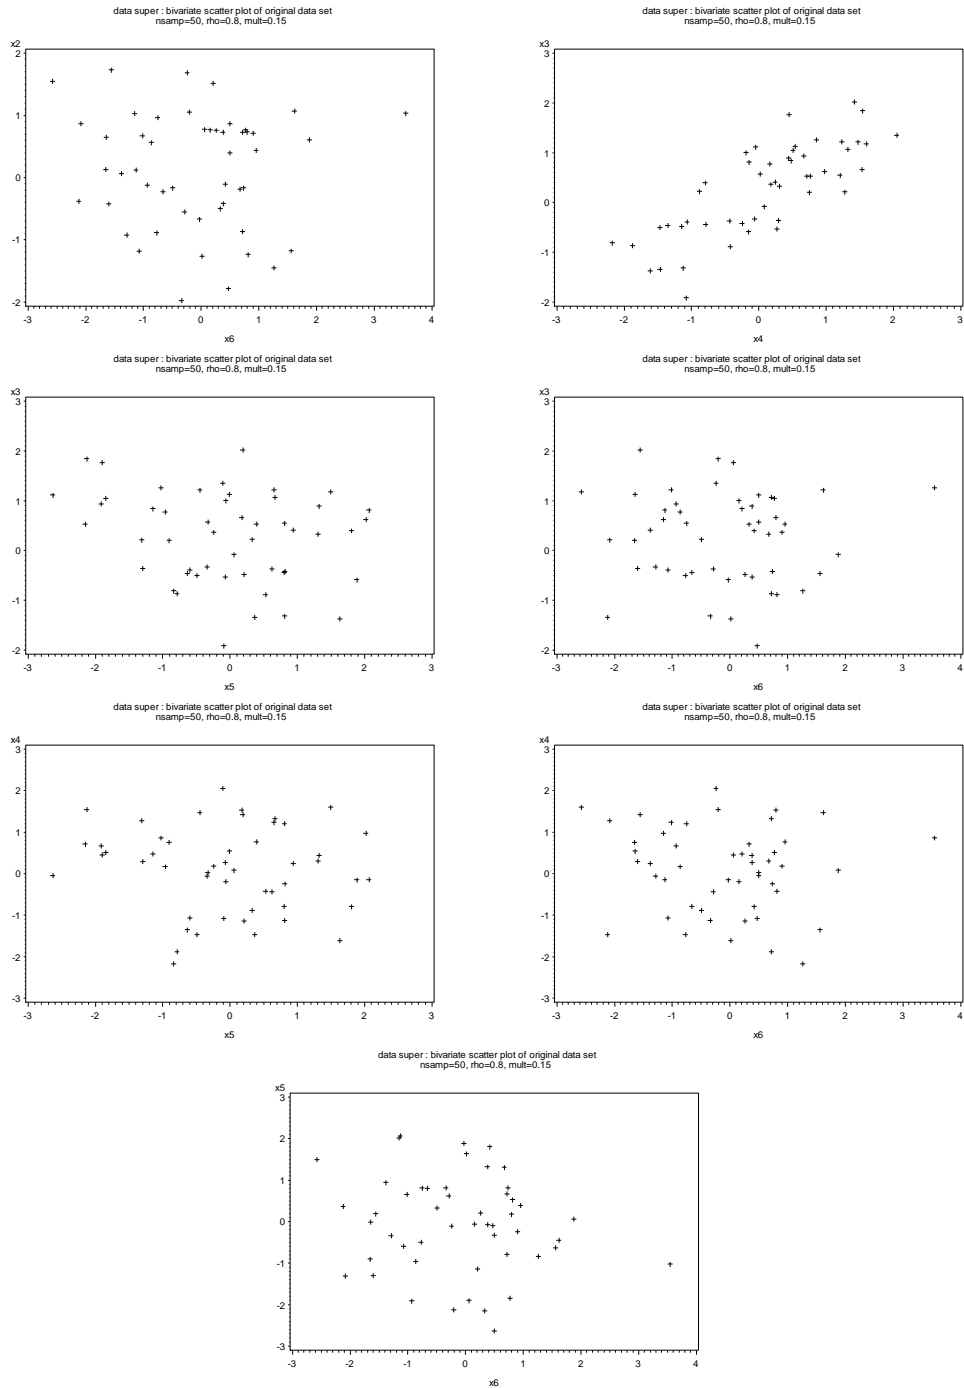 data super : bivariate scatter plot of original data set
nsamp=50, rho=0.8, mult=0.15
x2
2
1
0
-1
-2
-3 -2 -1 0 1 2 3 4
x6
data super : bivariate scatter plot of original data set
nsamp=50, rho=0.8, mult=0.15
x3
3
2
1
0
-1
-2
-3 -2 -1 0 1 2 3
x4
data super : bivariate scatter plot of original data set
nsamp=50, rho=0.8, mult=0.15
x3
3
2
1
0
-1
-2
-3 -2 -1 0 1 2 3
x5
data super : bivariate scatter plot of original data set
nsamp=50, rho=0.8, mult=0.15
x3
3
2
1
0
-1
-2
-3 -2 -1 0 1 2 3 4
x6
data super : bivariate scatter plot of original data set
nsamp=50, rho=0.8, mult=0.15
x4
3
2
1
0
-1
-2
-3
-3 -2 -1 0 1 2 3
x5
data super : bivariate scatter plot of original data set
nsamp=50, rho=0.8, mult=0.15
x4
3
2
1
0
-1
-2
-3
-3 -2 -1 0 1 2 3 4
x6
data super : bivariate scatter plot of original data set
nsamp=50, rho=0.8, mult=0.15
x5
3
2
1
0
-1
-2
-3
-3 -2 -1 0 1 2 3 4
x6